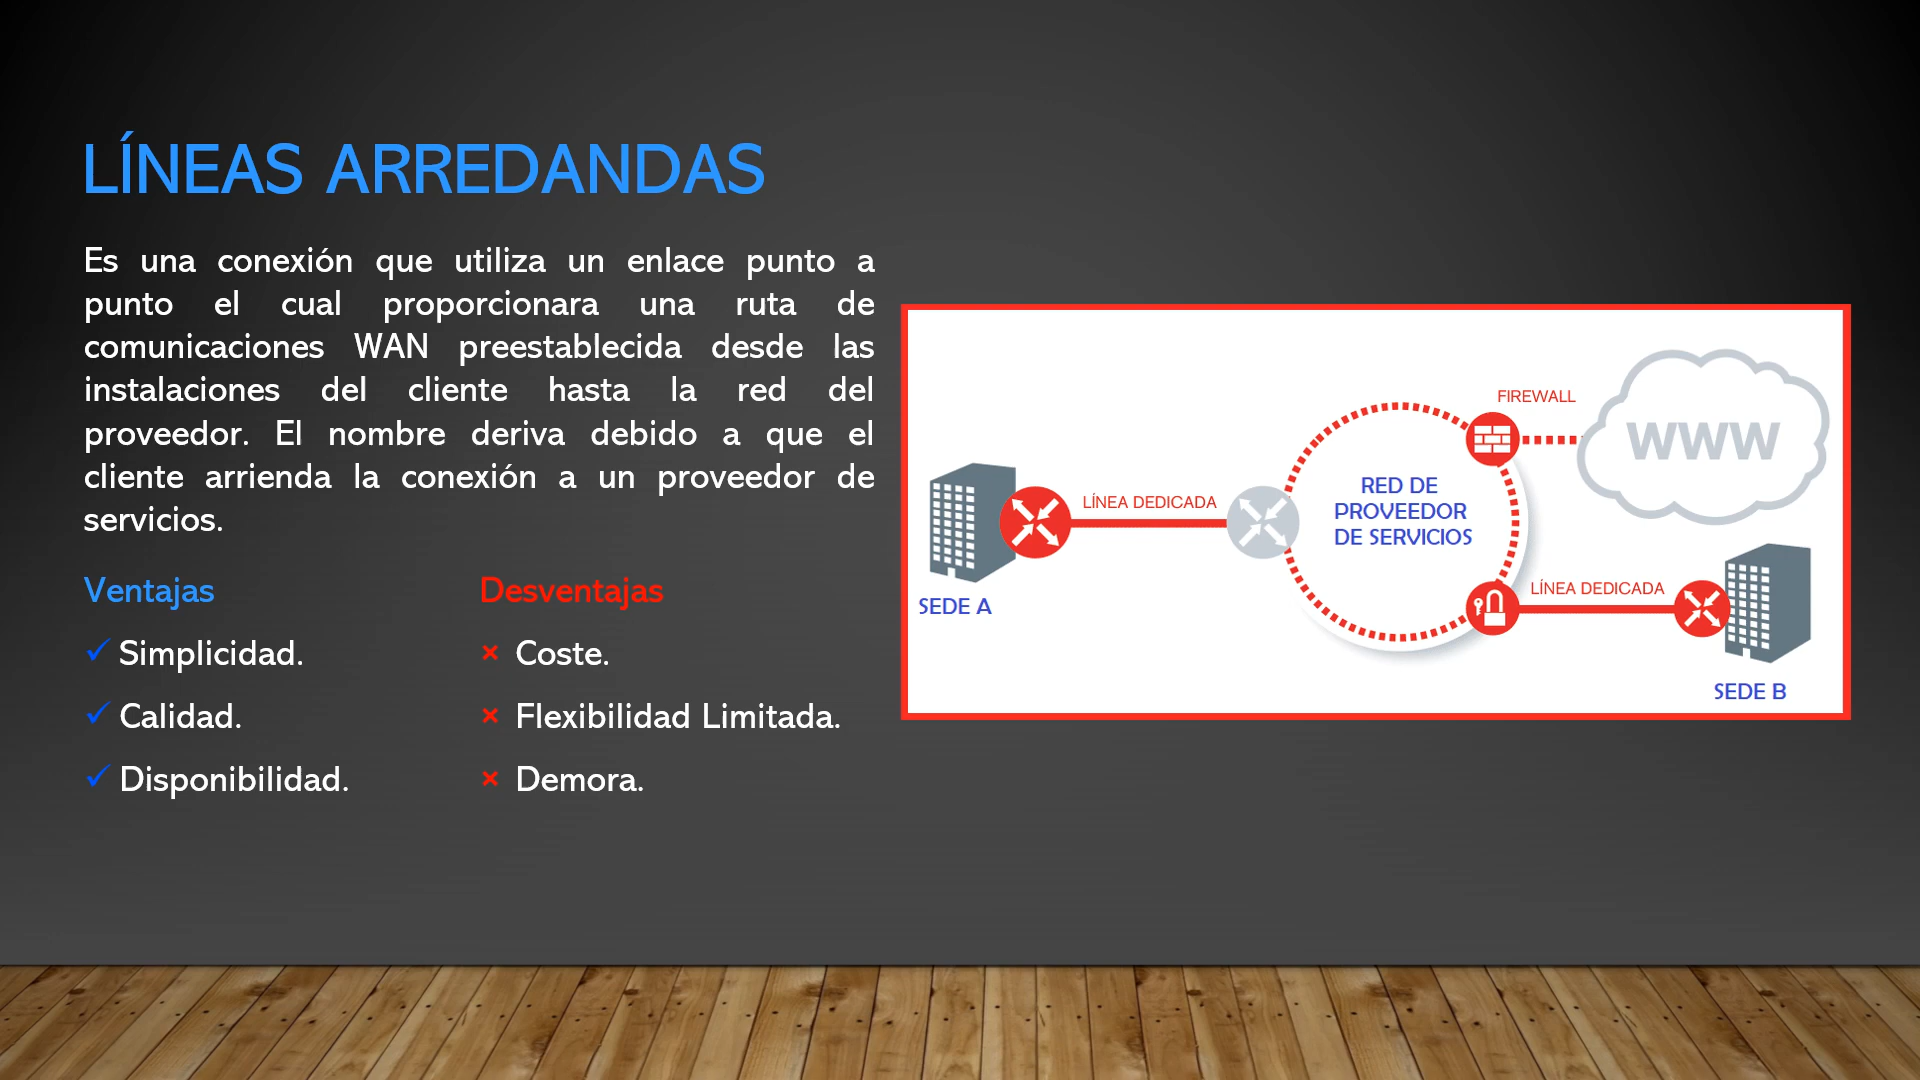 LÍNEAS ARREDANDAS
Es una conexión que utiliza un enlace punto a
punto el cual proporcionara una ruta de
comunicaciones WAN preestablecida desde las
instalaciones del cliente hasta la red del
proveedor. El nombre deriva debido a que el
cliente arrienda la conexión a un proveedor de
servicios.
Ventajas
Simplicidad.
Calidad.
Disponibilidad.
Desventajas
Coste.
Flexibilidad Limitada.
Demora.
SEDE A
LÍNEA DEDICADA
RED DE
PROVEEDOR
DE SERVICIOS
FIREWALL
WWW
LÍNEA DEDICADA
SEDE B